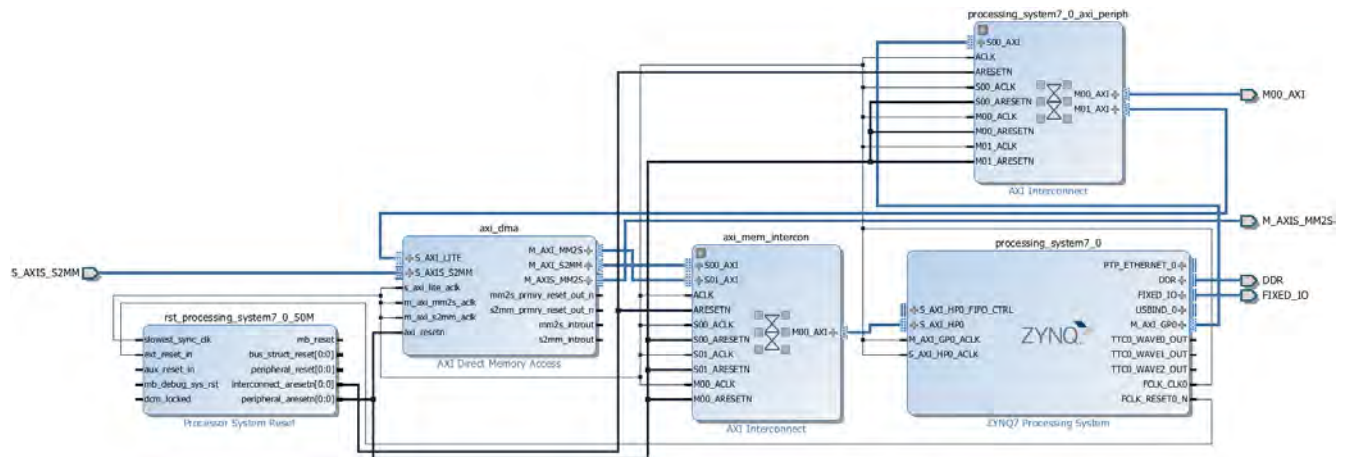 processing_system7_0_axi_periph
S00_AXI
ACLK
ARESETN
S00_ACLK
S00_ARESETN
M00_ACLK
M00_ARESETN
M01_ACLK
M01_ARESETN
M00_AXI
M01_AXI
AXI Interconnect
M00_AXI
M_AXIS_MM2S
S_AXIS_S2MM
axi_dma
S_AXI_LITE
S_AXIS_S2MM
s_axi_lite_aclk
m_axi_mm2s_aclk
m_axi_s2mm_aclk
axi_resetn
M_AXI_MM2S
M_AXI_S2MM
M_AXIS_MM2S
mm2s_prmry_reset_out_n
s2mm_prmry_reset_out_n
mm2s_introut
s2mm_introut
AXI Direct Memory Access
axi_mem_intercon
S00_AXI
S01_AXI
ACLK
ARESETN
S00_ACLK
S00_ARESETN
S01_ACLK
S01_ARESETN
M00_ACLK
M00_ARESETN
M00_AXI
AXI Interconnect
processing_system7_0
S_AXI_HP0_FIFO_CTRL
S_AXI_HP0
M_AXI_GP0_ACLK
S_AXI_HP0_ACLK
ZYNQ
PTP_ETHERNET_0
DDR
FIXED_IO
USBIND_0
M_AXI_GP0
TTC0_WAVE0_OUT
TTC0_WAVE1_OUT
TTC0_WAVE2_OUT
FCLK_CLK0
FCLK_RESET0_N
ZYNQ7 Processing System
DDR
FIXED_IO
rst_processing_system7_0_50M
slowest_sync_clk
ext_reset_in
aux_reset_in
mb_debug_sys_rst
dcm_locked
mb_reset
bus_struct_reset[0:0]
peripheral_reset[0:0]
interconnect_aresetn[0:0]
peripheral_aresetn[0:0]
Processor System Reset